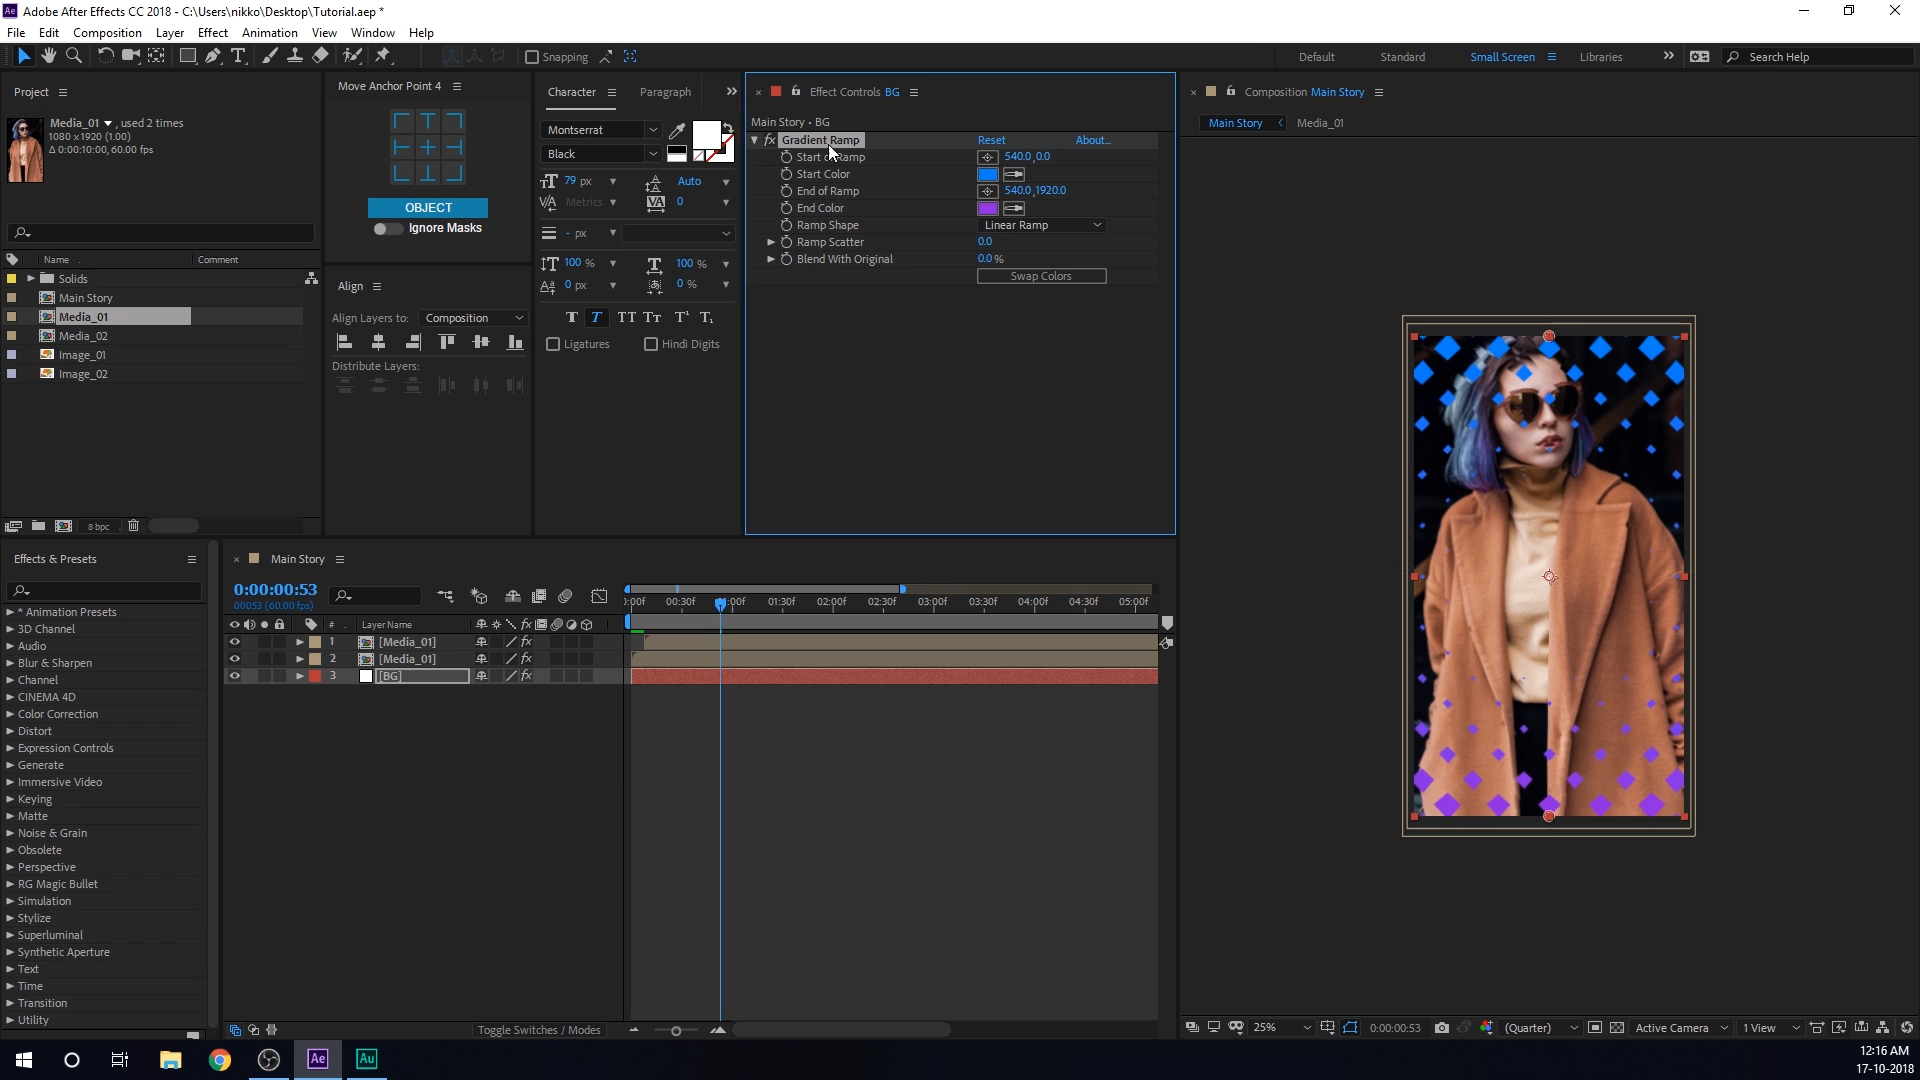 Adobe After Effects CC 2018 - C:\Users\nikko\Desktop\Tutorial.aep *
File Edit Composition Layer Effect Animation View Window Help
Snapping
Default Standard Small Screen Libraries Search Help
Project
Media_01 , used 2 times
1080 x 1920 (1.00)
Δ 0:00:10:00, 60.00 fps
Name Comment
Solids
Main Story
Media_01
Media_02
Image_01
Image_02
8 bpc
Move Anchor Point 4
OBJECT
Ignore Masks
Align
Align Layers to: Composition
Distribute Layers:
Character Paragraph
Montserrat
Black
79 px Auto
Metrics 0
- px
100 % 100 %
0 px 0 %
Ligatures Hindi Digits
Effect Controls BG
Main Story • BG
fx Gradient Ramp Reset About...
Start of Ramp 540.0,0.0
Start Color
End of Ramp 540.0,1920.0
End Color
Ramp Shape Linear Ramp
Ramp Scatter 0.0
Blend With Original 0.0 %
Swap Colors
Composition Main Story
Main Story Media_01
Effects & Presets
* Animation Presets
3D Channel
Audio
Blur & Sharpen
Channel
CINEMA 4D
Color Correction
Distort
Expression Controls
Generate
Immersive Video
Keying
Matte
Noise & Grain
Obsolete
Perspective
RG Magic Bullet
Simulation
Stylize
Superluminal
Synthetic Aperture
Text
Time
Transition
Utility
Main Story
0:00:00:53
00053 (60.00 fps)
00:30f 01:30f 02:00f 02:30f 03:00f 03:30f 04:00f 04:30f 05:00f
# Layer Name
1 [Media_01]
2 [Media_01]
3 [BG]
Toggle Switches / Modes
25% 0:00:00:53 (Quarter) Active Camera 1 View
Ae Au
12:16 AM
17-10-2018